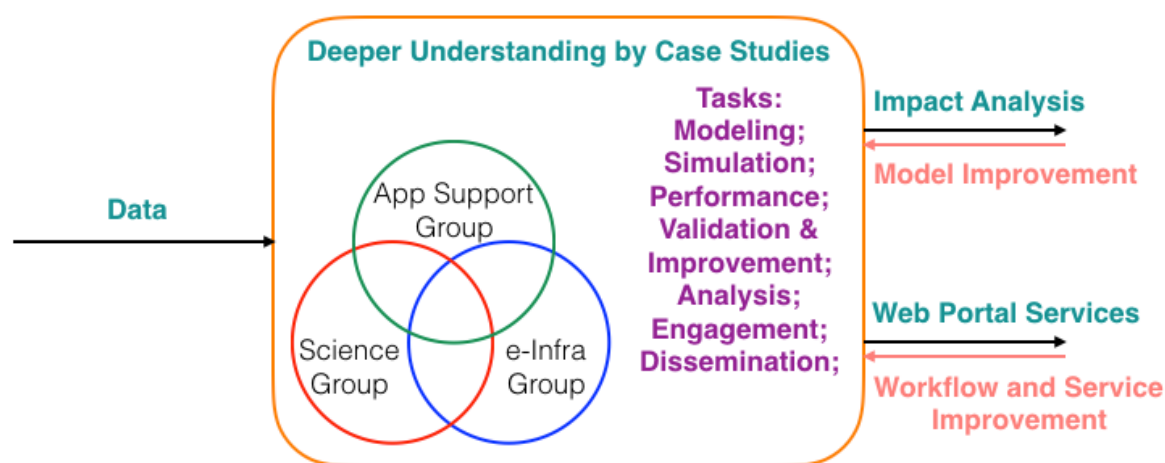 Deeper Understanding by Case Studies
Data
App Support
Group
Science
Group
e-Infra
Group
Tasks:
Modeling;
Simulation;
Performance;
Validation &
Improvement;
Analysis;
Engagement;
Dissemination;
Impact Analysis
Model Improvement
Web Portal Services
Workflow and Service
Improvement